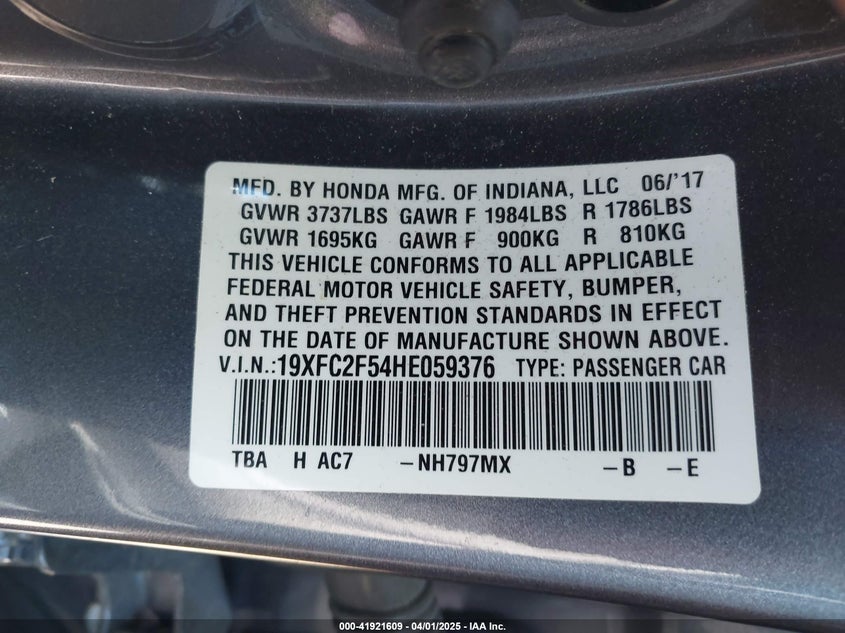 MFD. BY HONDA MFG. OF INDIANA, LLC 06/'17
GVWR 3737LBS GAWR F 1984LBS R 1786LBS
GVWR 1695KG GAWR F 900KG R 810KG
THIS VEHICLE CONFORMS TO ALL APPLICABLE
FEDERAL MOTOR VEHICLE SAFETY, BUMPER,
AND THEFT PREVENTION STANDARDS IN EFFECT
ON THE DATE OF MANUFACTURE SHOWN ABOVE.
V.I.N.:19XFC2F54HE059376 TYPE: PASSENGER CAR
TBA H AC7 -NH797MX -B -E
000-41921609 - 04/01/2025 - IAA Inc.